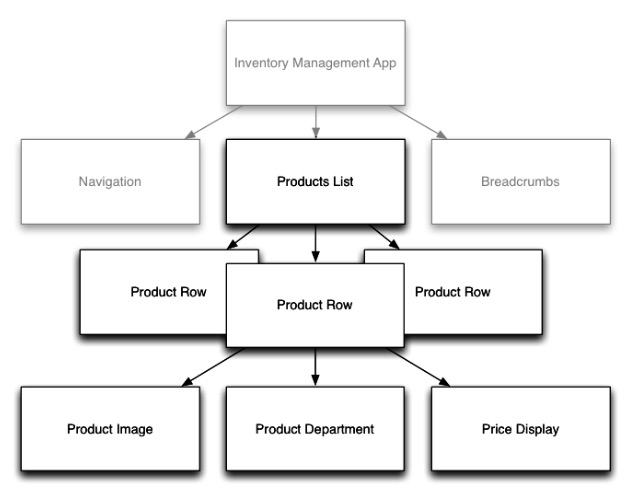 Inventory Management App
Navigation
Products List
Breadcrumbs
Product Row
Product Row
Product Row
Product Image
Product Department
Price Display